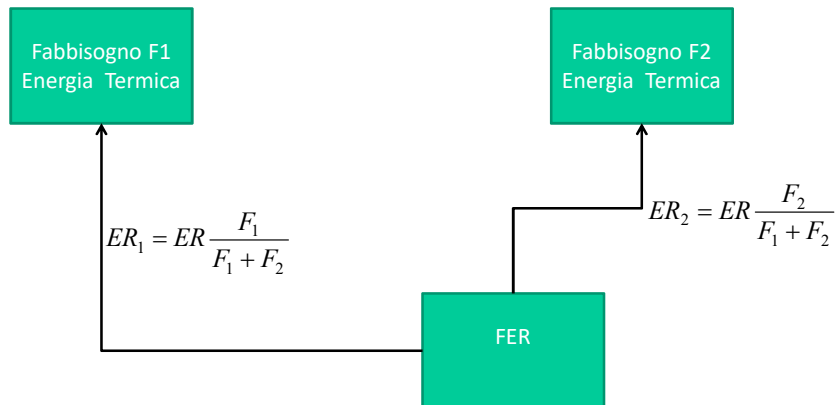 Fabbisogno F1
Energia Termica
Fabbisogno F2
Energia Termica
ER₁ = ER F₁ / (F₁ + F₂)
ER₂ = ER F₂ / (F₁ + F₂)
FER